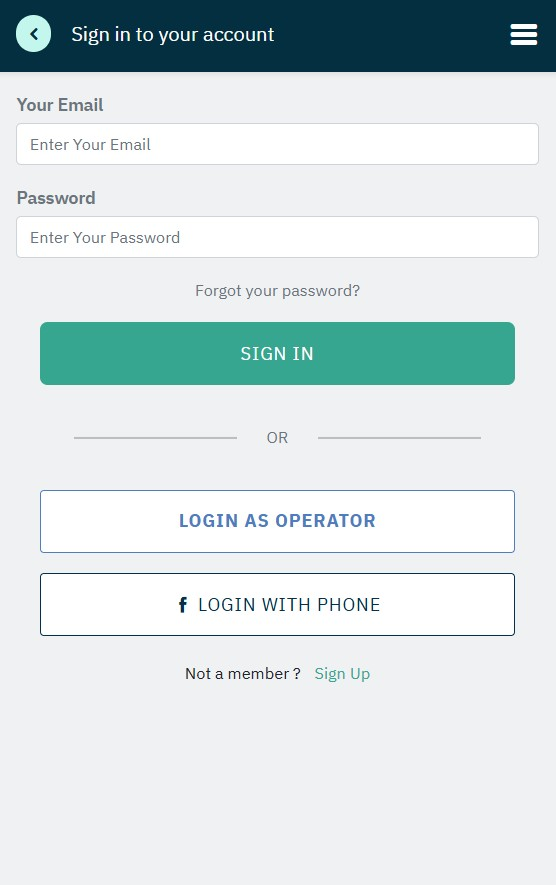 Sign in to your account
Your Email
Enter Your Email
Password
Enter Your Password
Forgot your password?
SIGN IN
OR
LOGIN AS OPERATOR
LOGIN WITH PHONE
Not a member ? Sign Up